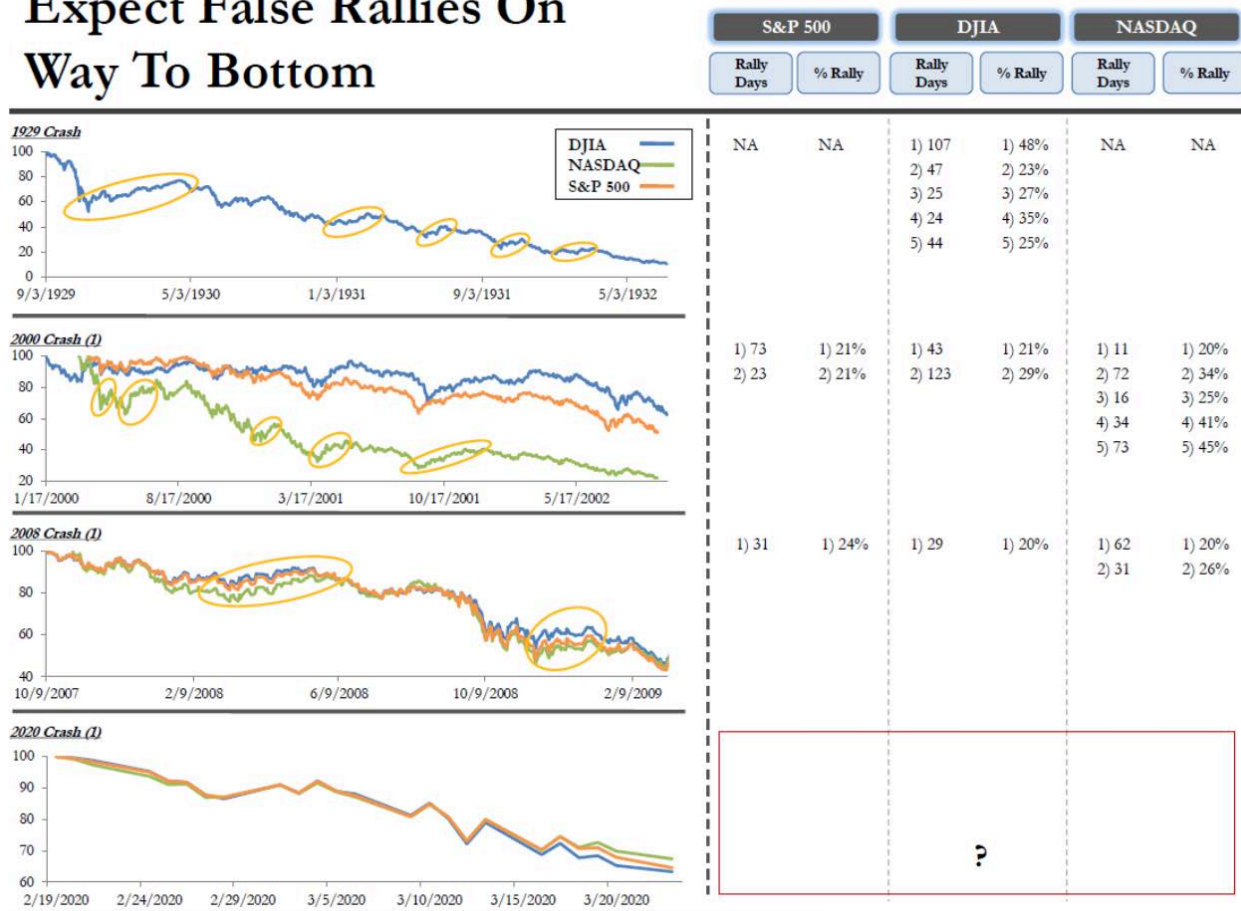 Expect False Rallies On
Way To Bottom
S&P 500 DJIA NASDAQ
Rally Days % Rally Rally Days % Rally Rally Days % Rally
1929 Crash
DJIA
NASDAQ
S&P 500
100
80
60
40
20
0
9/3/1929 5/3/1930 1/3/1931 9/3/1931 5/3/1932
NA NA 1) 107 1) 48% NA NA
2) 47 2) 23%
3) 25 3) 27%
4) 24 4) 35%
5) 44 5) 25%
2000 Crash (1)
100
80
60
40
20
1/17/2000 8/17/2000 3/17/2001 10/17/2001 5/17/2002
1) 73 1) 21% 1) 43 1) 21% 1) 11 1) 20%
2) 23 2) 21% 2) 123 2) 29% 2) 72 2) 34%
3) 16 3) 25%
4) 34 4) 41%
5) 73 5) 45%
2008 Crash (1)
100
80
60
40
10/9/2007 2/9/2008 6/9/2008 10/9/2008 2/9/2009
1) 31 1) 24% 1) 29 1) 20% 1) 62 1) 20%
2) 31 2) 26%
2020 Crash (1)
100
90
80
70
60
2/19/2020 2/24/2020 2/29/2020 3/5/2020 3/10/2020 3/15/2020 3/20/2020
?